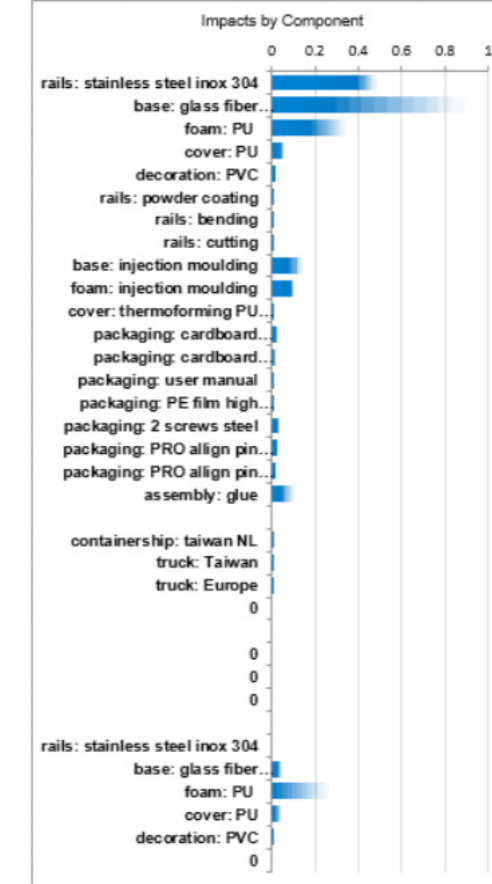 Impacts by Component
0 0.2 0.4 0.6 0.8 1
rails: stainless steel inox 304
base: glass fiber...
foam: PU
cover: PU
decoration: PVC
rails: powder coating
rails: bending
rails: cutting
base: injection moulding
foam: injection moulding
cover: thermoforming PU...
packaging: cardboard...
packaging: cardboard...
packaging: user manual
packaging: PE film high...
packaging: 2 screws steel
packaging: PRO allign pin...
packaging: PRO allign pin...
assembly: glue
containership: taiwan NL
truck: Taiwan
truck: Europe
0
0
0
0
rails: stainless steel inox 304
base: glass fiber...
foam: PU
cover: PU
decoration: PVC
0